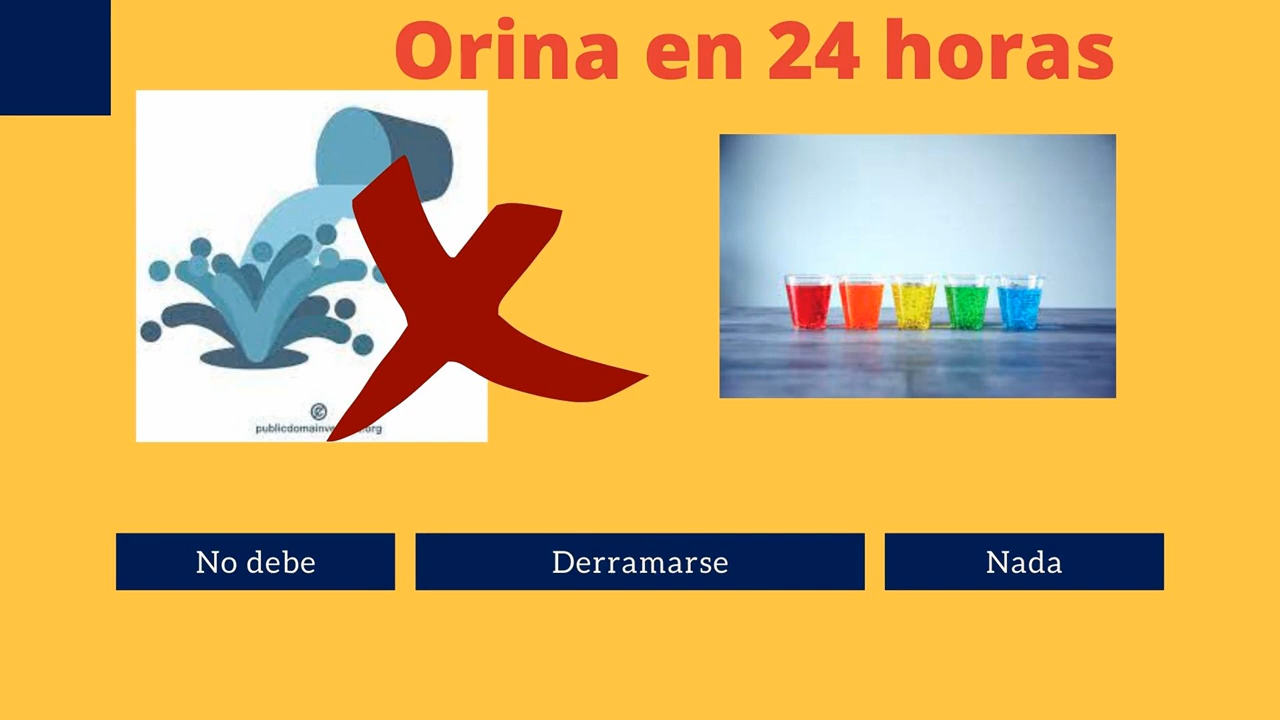 Orina en 24 horas
No debe
Derramarse
Nada